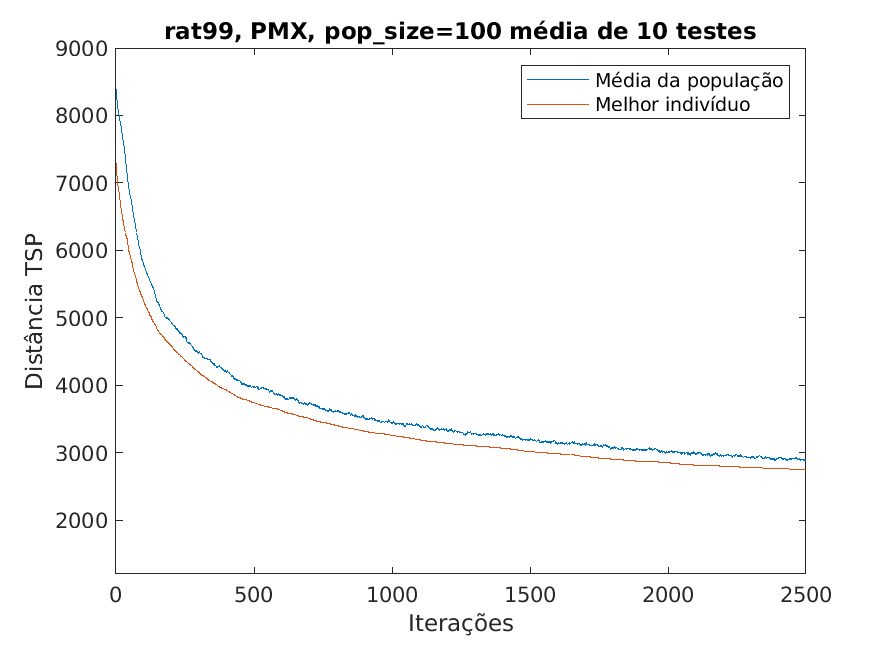 rat99, PMX, pop_size=100 média de 10 testes
9000
8000
7000
6000
5000
4000
3000
2000
Distância TSP
Média da população
Melhor indivíduo
0 500 1000 1500 2000 2500
Iterações